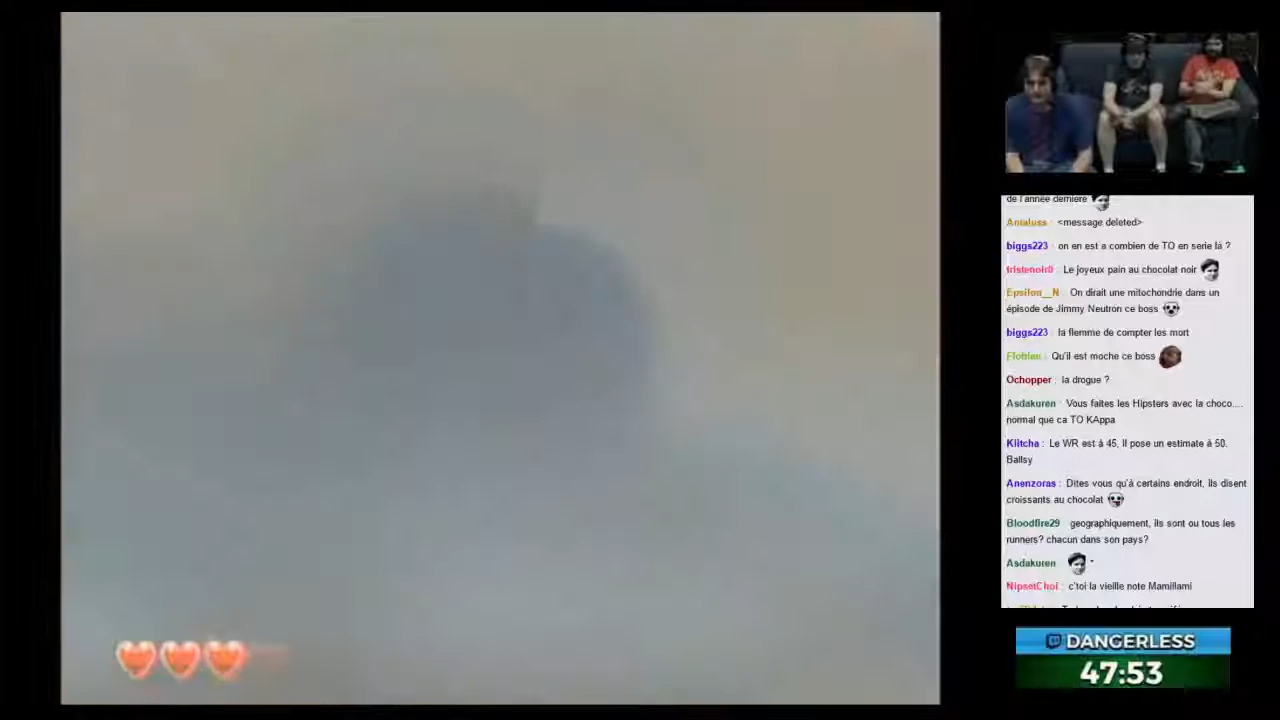 de l'année dernière
Antaluss : <message deleted>
biggs223 : on en est a combien de TO en serie là ?
tristenoir0 : Le joyeux pain au chocolat noir
Epsilon__N : On dirait une mitochondrie dans un
épisode de Jimmy Neutron ce boss
biggs223 : la flemme de compter les mort
Qu'il est moche ce boss
Ochopper : la drogue ?
Asdakuren : Vous faites les Hipsters avec la choco....
normal que ca TO KAppa
Klitcha : Le WR est à 45, il pose un estimate à 50.
Ballsy
Anenzoras : Dites vous qu'à certains endroit, ils disent
croissants au chocolat
Bloodfire29 : geographiquement, ils sont ou tous les
runners? chacun dans son pays?
Asdakuren :
NipsetChoi : c'toi la vieille note Mamillami
DANGERLESS
47:53